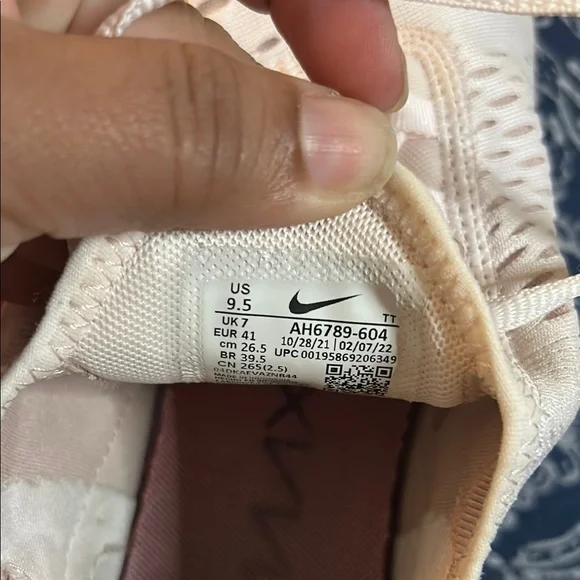 US
9.5
UK 7
EUR 41
cm 26.5
BR 39.5
CN 265(2.5)
TT
AH6789-604
10/28/21 02/07/22
UPC 00195869206349